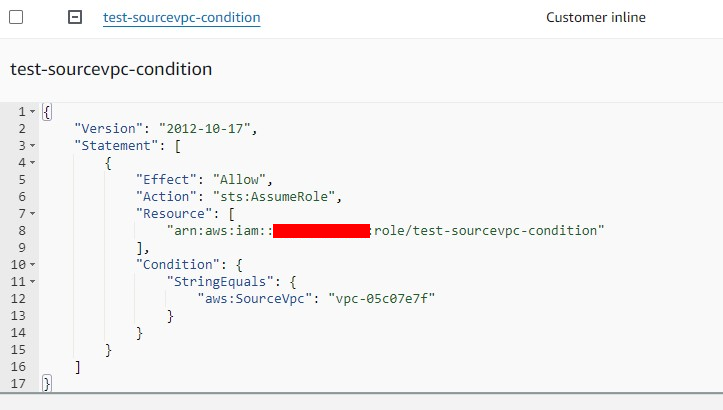 test-sourcevpc-condition Customer inline
test-sourcevpc-condition
1 {
2 "Version": "2012-10-17",
3 "Statement": [
4 {
5 "Effect": "Allow",
6 "Action": "sts:AssumeRole",
7 "Resource": [
8 "arn:aws:iam:: :role/test-sourcevpc-condition"
9 ],
10 "Condition": {
11 "StringEquals": {
12 "aws:SourceVpc": "vpc-05c07e7f"
13 }
14 }
15 }
16 ]
17 }